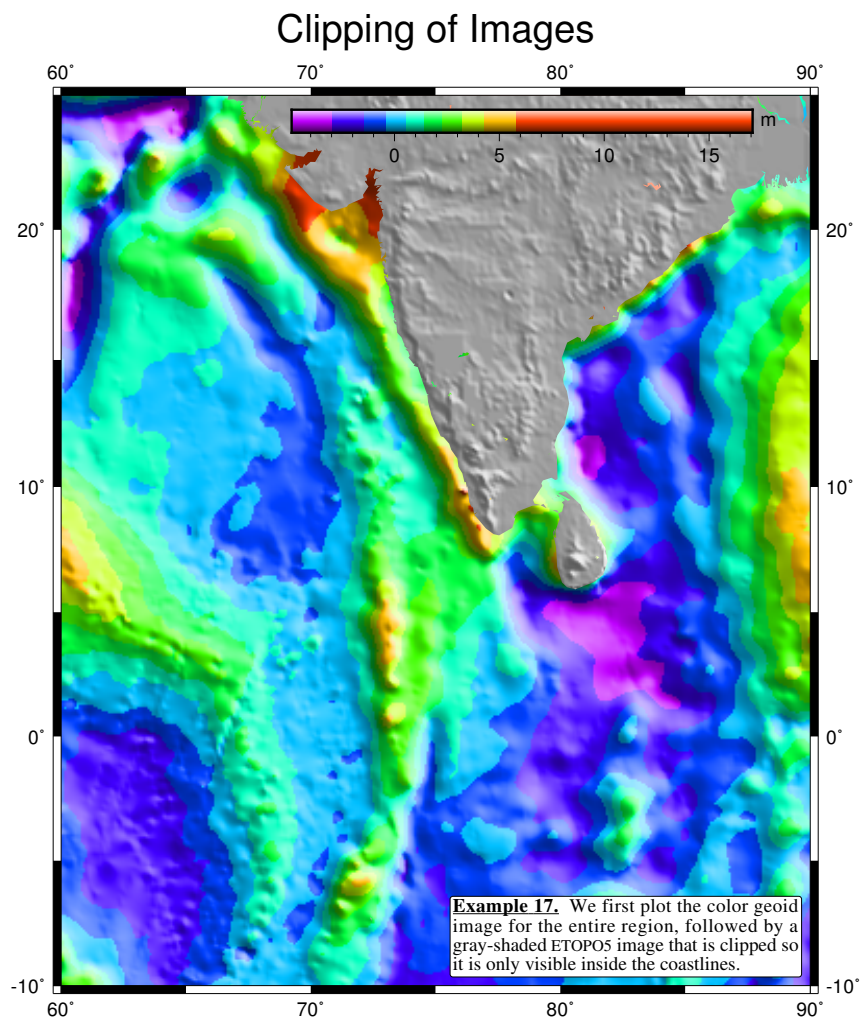 Clipping of Images
60° 70° 80° 90°
m
0 5 10 15
20° 20°
10° 10°
0° 0°
Example 17. We first plot the color geoid
image for the entire region, followed by a
gray-shaded ETOPO5 image that is clipped so
it is only visible inside the coastlines.
-10° -10°
60° 70° 80° 90°